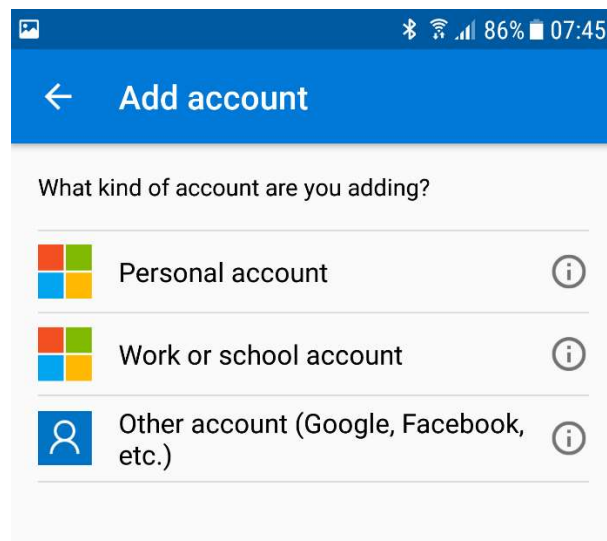 86% 07:45
Add account
What kind of account are you adding?
Personal account
Work or school account
Other account (Google, Facebook,
etc.)